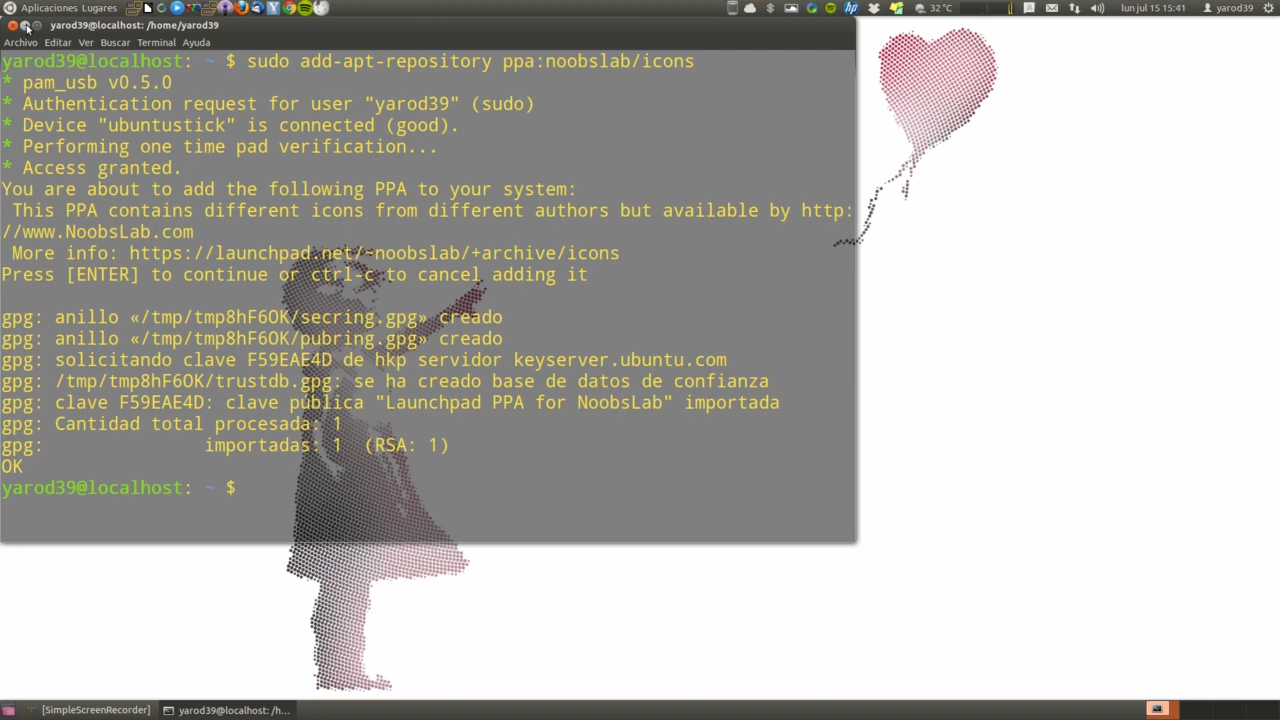 Aplicaciones Lugares
32 °C
lun jul 15 15:41
yarod39
yarod39@localhost: /home/yarod39
Archivo Editar Ver Buscar Terminal Ayuda
yarod39@localhost: ~ $ sudo add-apt-repository ppa:noobslab/icons
* pam_usb v0.5.0
* Authentication request for user "yarod39" (sudo)
* Device "ubuntustick" is connected (good).
* Performing one time pad verification...
* Access granted.
You are about to add the following PPA to your system:
 This PPA contains different icons from different authors but available by http:
//www.NoobsLab.com
 More info: https://launchpad.net/~noobslab/+archive/icons
Press [ENTER] to continue or ctrl-c to cancel adding it
gpg: anillo «/tmp/tmp8hF6OK/secring.gpg» creado
gpg: anillo «/tmp/tmp8hF6OK/pubring.gpg» creado
gpg: solicitando clave F59EAE4D de hkp servidor keyserver.ubuntu.com
gpg: /tmp/tmp8hF6OK/trustdb.gpg: se ha creado base de datos de confianza
gpg: clave F59EAE4D: clave pública "Launchpad PPA for NoobsLab" importada
gpg: Cantidad total procesada: 1
gpg:               importadas: 1  (RSA: 1)
OK
yarod39@localhost: ~ $
[SimpleScreenRecorder]
yarod39@localhost: /h...